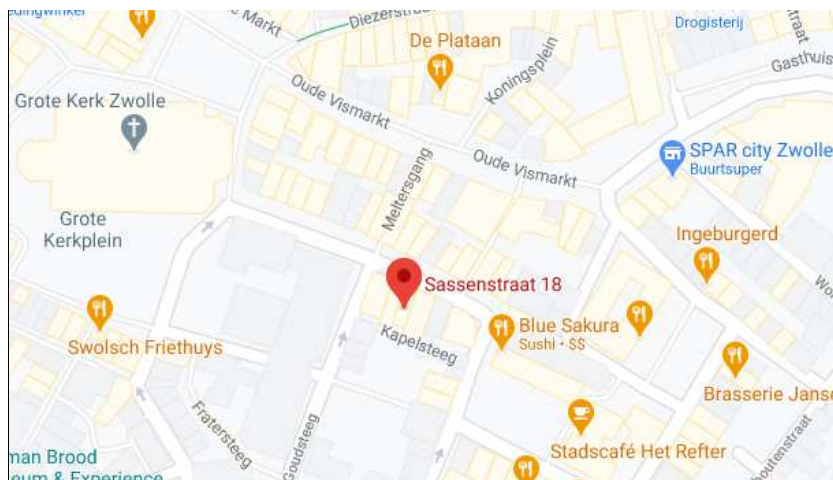 Diezerstra
De Plataan
Drogisterij
Gasthuis
Koningsplein
Oude Vismarkt
Grote Kerk Zwolle
SPAR city Zwolle
Buurtsuper
Oude Vismarkt
Meltersgang
Grote
Kerkplein
Ingeburgerd
Sassenstraat 18
Blue Sakura
Sushi • $$
Swolsch Friethuys
Kapelsteeg
Brasserie Janse
Fratersteeg
Goudsteeg
Stadscafé Het Refter
houtenstraat
man Brood
eum & Experience